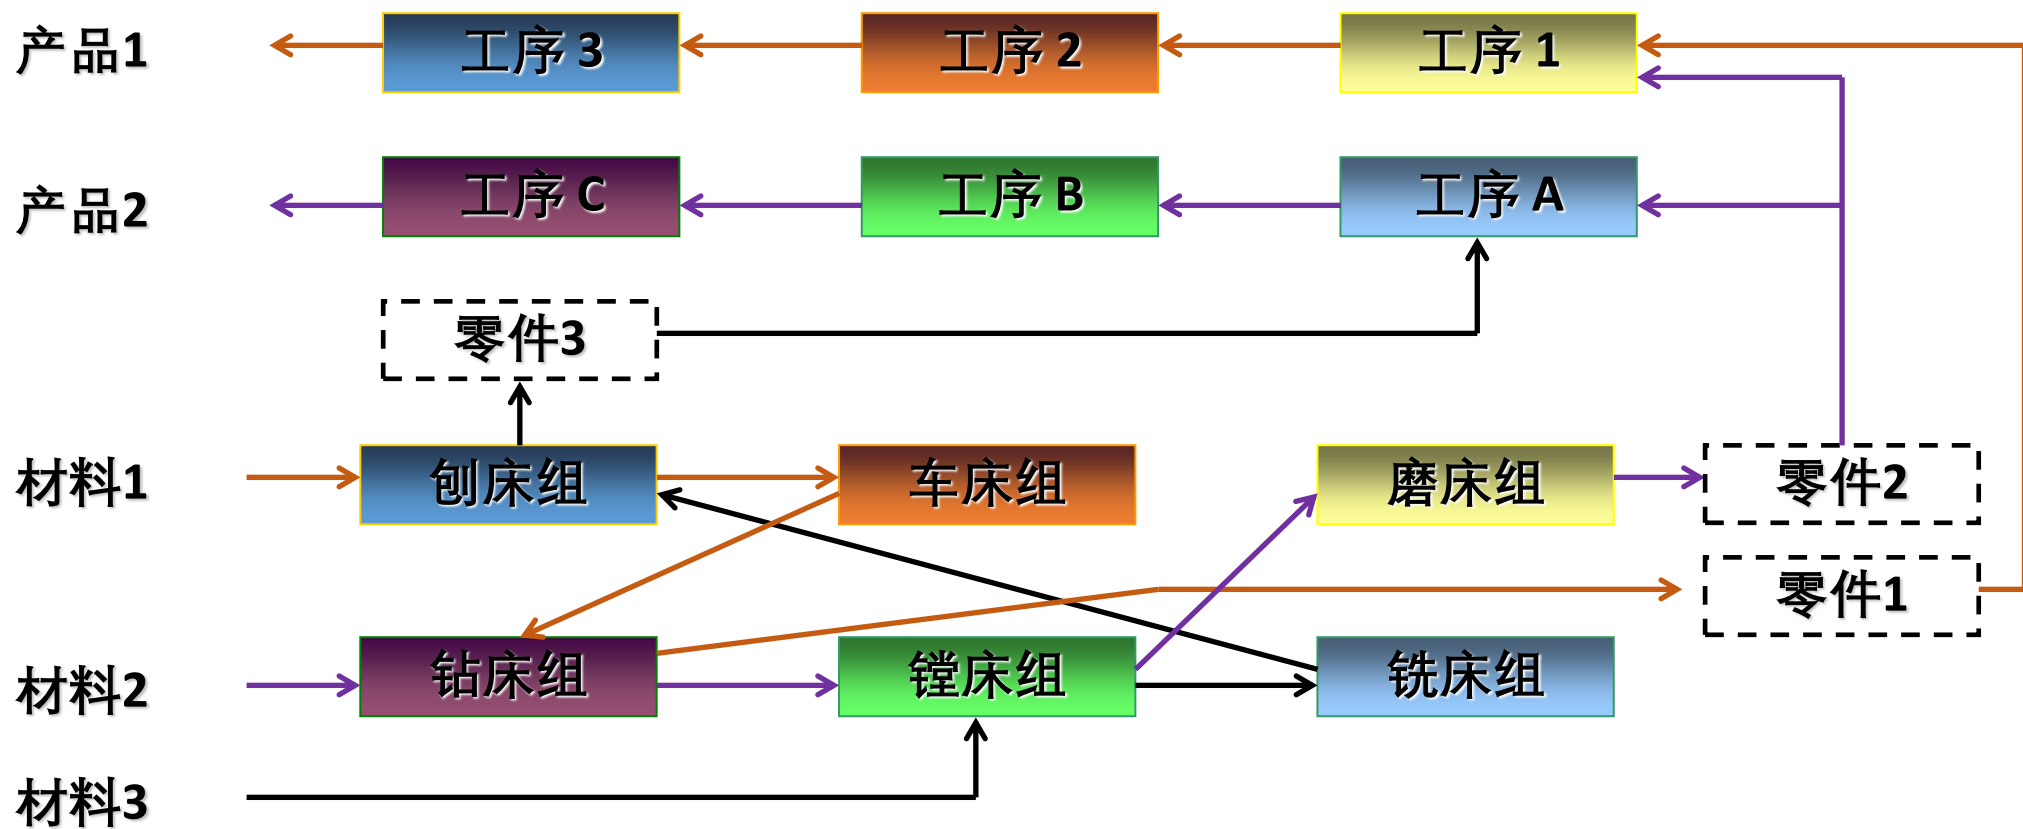 产品1
工序 3
工序 2
工序 1
产品2
工序 C
工序 B
工序 A
零件3
材料1
刨床组
车床组
磨床组
零件2
零件1
材料2
钻床组
镗床组
铣床组
材料3